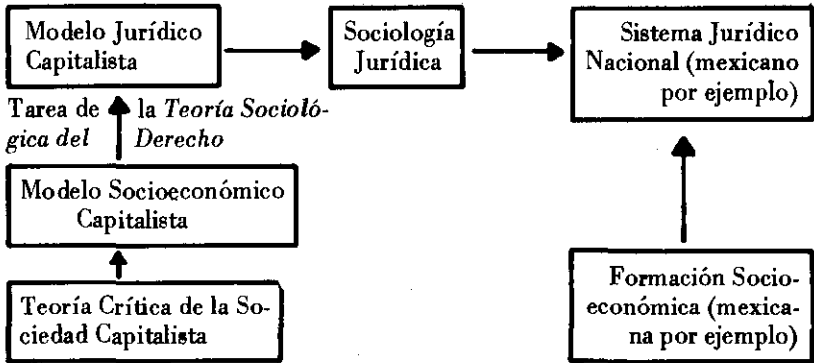 Modelo Jurídico
Capitalista
Sociología
Jurídica
Sistema Jurídico
Nacional (mexicano
por ejemplo)
Tarea de la Teoría Socioló-
gica del Derecho
Modelo Socioeconómico
Capitalista
Teoría Crítica de la So-
ciedad Capitalista
Formación Socio-
económica (mexica-
na por ejemplo)